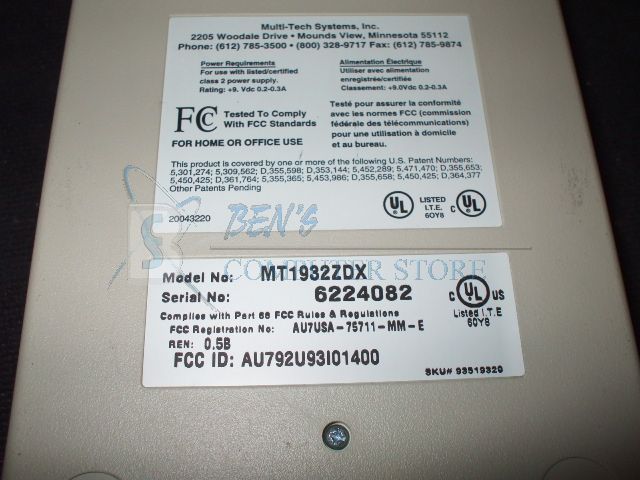 Multi-Tech Systems, Inc.
2205 Woodale Drive • Mounds View, Minnesota 55112
Phone: (612) 785-3500 • (800) 328-9717 Fax: (612) 785-9874
Power Requirements
For use with listed/certified
class 2 power supply.
Rating: +9. Vdc 0.2-0.3A
Alimentation Électrique
Utiliser avec alimentation
enregistrée/certifiée
Classement: +9.0Vdc 0.2-0.3A
FCC
Tested To Comply
With FCC Standards
FOR HOME OR OFFICE USE
Testé pour assurer la conformité
avec les normes FCC (commission
fédérale des télécommunications)
pour une utilisation à domicile
et au bureau.
This product is covered by one or more of the following U.S. Patent Numbers:
5,301,274; 5,309,562; D,355,598; D,353,144; 5,452,289; 5,471,470; D,355,653;
5,450,425; D,361,764; 5,355,365; 5,453,986; D,355,658; 5,450,425; D,364,377
Other Patents Pending
20043220
UL
LISTED
I.T.E.
6OY8
C UL
BEN'S
COMPUTER STORE
Model No: MT1932ZDX
Serial No: 6224082
Complies with Part 68 FCC Rules & Regulations
FCC Registration No: AU7USA-75711-MM-E
REN: 0.5B
FCC ID: AU792U93I01400
C UL US
Listed I.T.E.
6OY8
SKU# 93519320